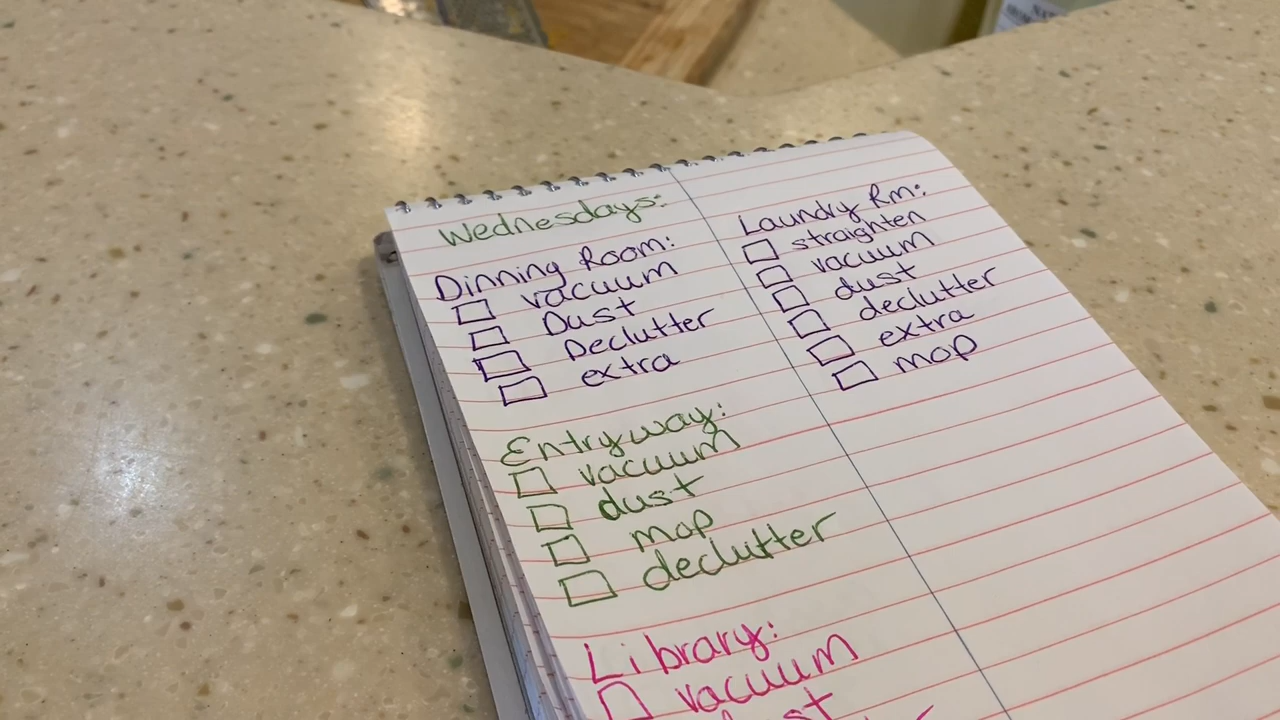 Wednesdays:
Dinning Room:
vacuum
Dust
Declutter
extra
Entryway:
vacuum
dust
mop
declutter
Library:
vacuum
Laundry Rm:
straighten
vacuum
dust
declutter
extra
mop